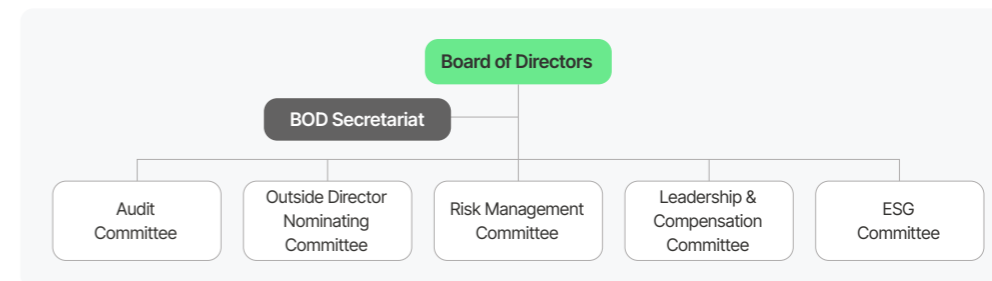 Board of Directors
BOD Secretariat
Audit
Committee
Outside Director
Nominating
Committee
Risk Management
Committee
Leadership &
Compensation
Committee
ESG
Committee